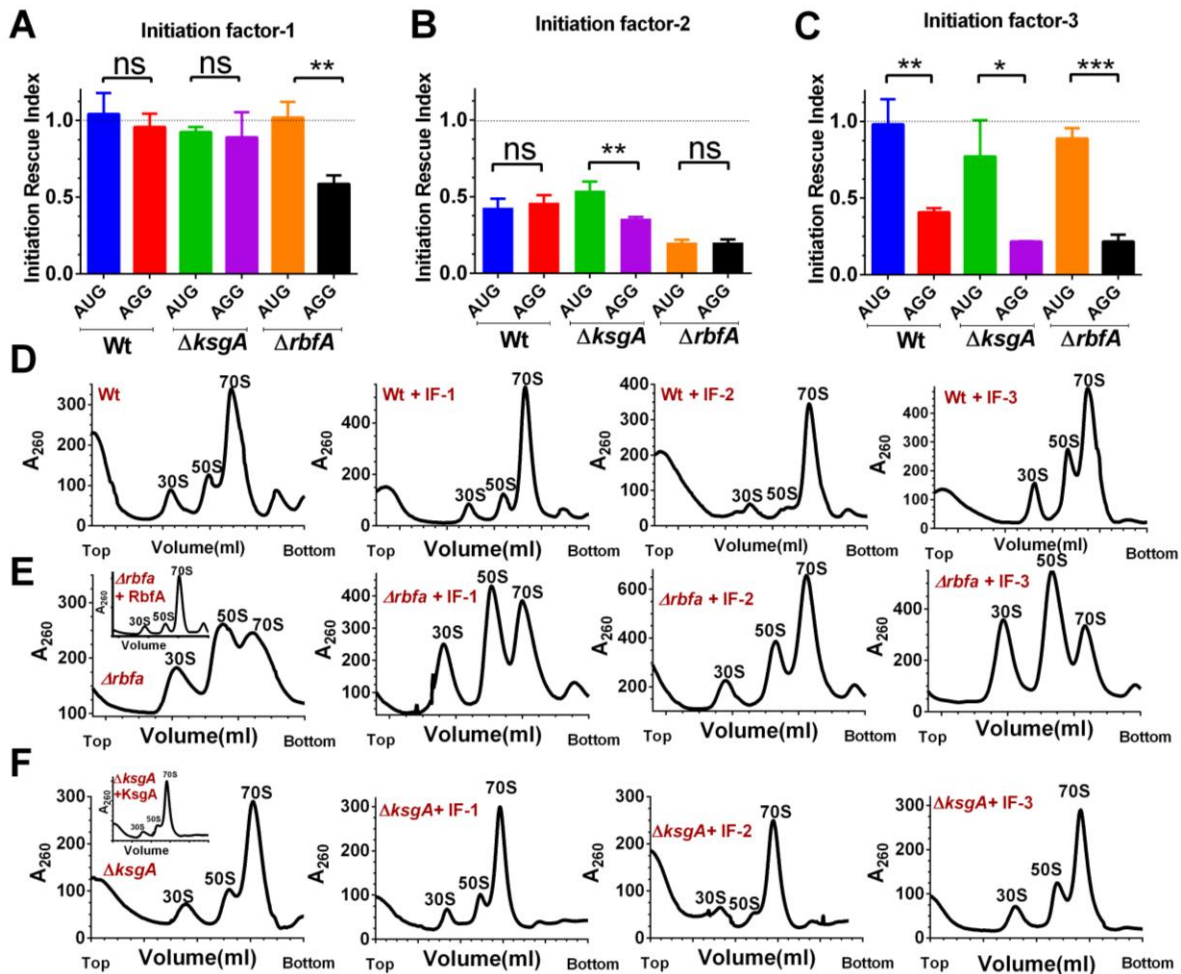 A
Initiation factor-1
Initiation Rescue Index
1.0
0.5
0.0
ns
ns
**
AUG
AGG
AUG
AGG
AUG
AGG
Wt
ΔksgA
ΔrbfA
B
Initiation factor-2
Initiation Rescue Index
1.0
0.5
0.0
ns
**
ns
AUG
AGG
AUG
AGG
AUG
AGG
Wt
ΔksgA
ΔrbfA
C
Initiation factor-3
Initiation Rescue Index
1.0
0.5
0.0
**
*
***
AUG
AGG
AUG
AGG
AUG
AGG
Wt
ΔksgA
ΔrbfA
D
Wt
A260
300
200
100
0
30S
50S
70S
Top
Volume(ml)
Bottom
Wt + IF-1
A260
400
200
0
30S
50S
70S
Top
Volume(ml)
Bottom
Wt + IF-2
A260
400
200
0
30S
50S
70S
Top
Volume(ml)
Bottom
Wt + IF-3
A260
400
200
0
30S
50S
70S
Top
Volume(ml)
Bottom
E
Δrbfa
+ RbfA
A260
30S
50S
70S
Volume
Δrbfa
A260
300
200
100
30S
50S
70S
Top
Volume(ml)
Bottom
Δrbfa + IF-1
A260
400
300
200
100
30S
50S
70S
Top
Volume(ml)
Bottom
Δrbfa + IF-2
A260
600
400
200
30S
50S
70S
Top
Volume(ml)
Bottom
Δrbfa + IF-3
A260
400
200
0
30S
50S
70S
Top
Volume(ml)
Bottom
F
ΔksgA
+KsgA
A260
30S
50S
70S
Volume
ΔksgA
A260
300
200
100
0
30S
50S
70S
Top
Volume(ml)
Bottom
ΔksgA+ IF-1
A260
300
200
100
0
30S
50S
70S
Top
Volume(ml)
Bottom
ΔksgA+ IF-2
A260
300
200
100
0
30S
50S
70S
Top
Volume(ml)
Bottom
ΔksgA+ IF-3
A260
300
200
100
0
30S
50S
70S
Top
Volume(ml)
Bottom